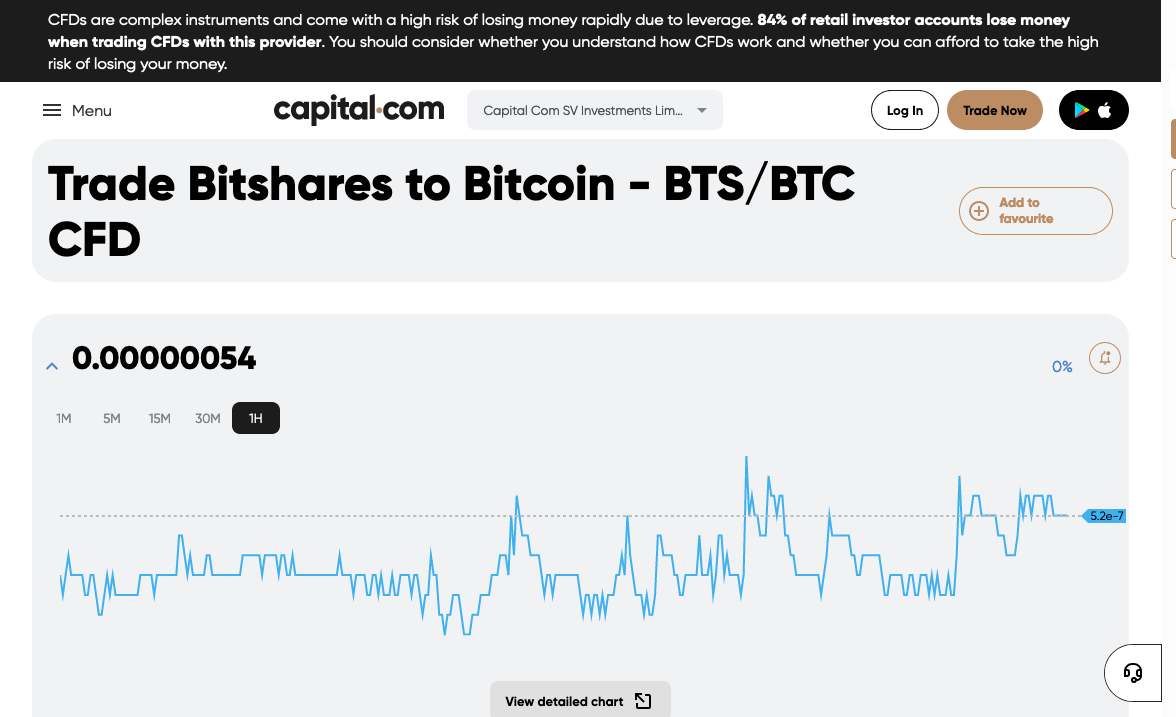 CFDs are complex instruments and come with a high risk of losing money rapidly due to leverage. 84% of retail investor accounts lose money
when trading CFDs with this provider. You should consider whether you understand how CFDs work and whether you can afford to take the high
risk of losing your money.
Menu
capital.com
Capital Com SV Investments Lim...
Log In
Trade Now
Trade Bitshares to Bitcoin - BTS/BTC
CFD
Add to
favourite
0.00000054
0%
1M 5M 15M 30M 1H
5.2e-7
View detailed chart